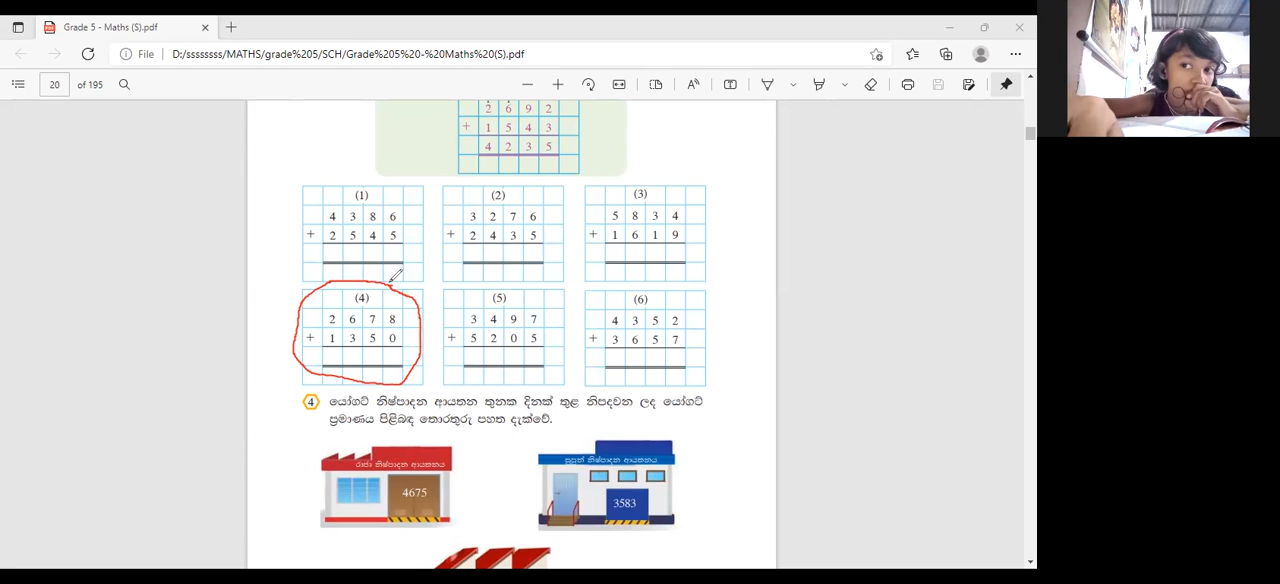 Grade 5 - Maths (S).pdf
File D:/ssssssss/MATHS/grade%205/SCH/Grade%205%20-%20Maths%20(S).pdf
20 of 195
2 6 9 2
+ 1 5 4 3
4 2 3 5
(1) (2) (3)
4 3 8 6 3 2 7 6 5 8 3 4
+ 2 5 4 5 + 2 4 3 5 + 1 6 1 9
(4) (5) (6)
2 6 7 8 3 4 9 7 4 3 5 2
+ 1 3 5 0 + 5 2 0 5 + 3 6 5 7
4 යෝගට් නිෂ්පාදන ආයතන තුනක දිනක් තුළ නිපදවන ලද යෝගට්
ප්‍රමාණය පිළිබඳ තොරතුරු පහත දැක්වේ.
රාජා නිෂ්පාදන ආයතනය
4675
සුපුන් නිෂ්පාදන ආයතනය
3583